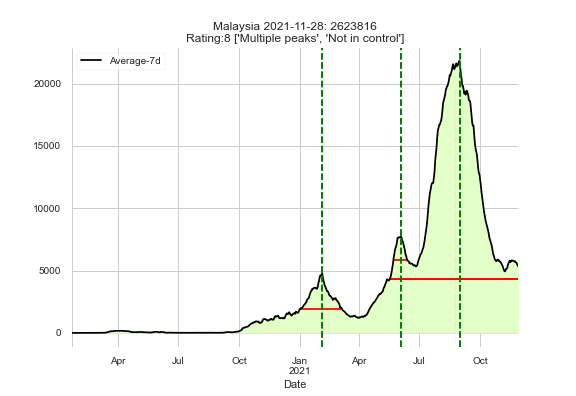 Malaysia 2021-11-28: 2623816
Rating:8 ['Multiple peaks', 'Not in control']
Average-7d
20000
15000
10000
5000
0
Apr Jul Oct Jan Apr Jul Oct
2021
Date